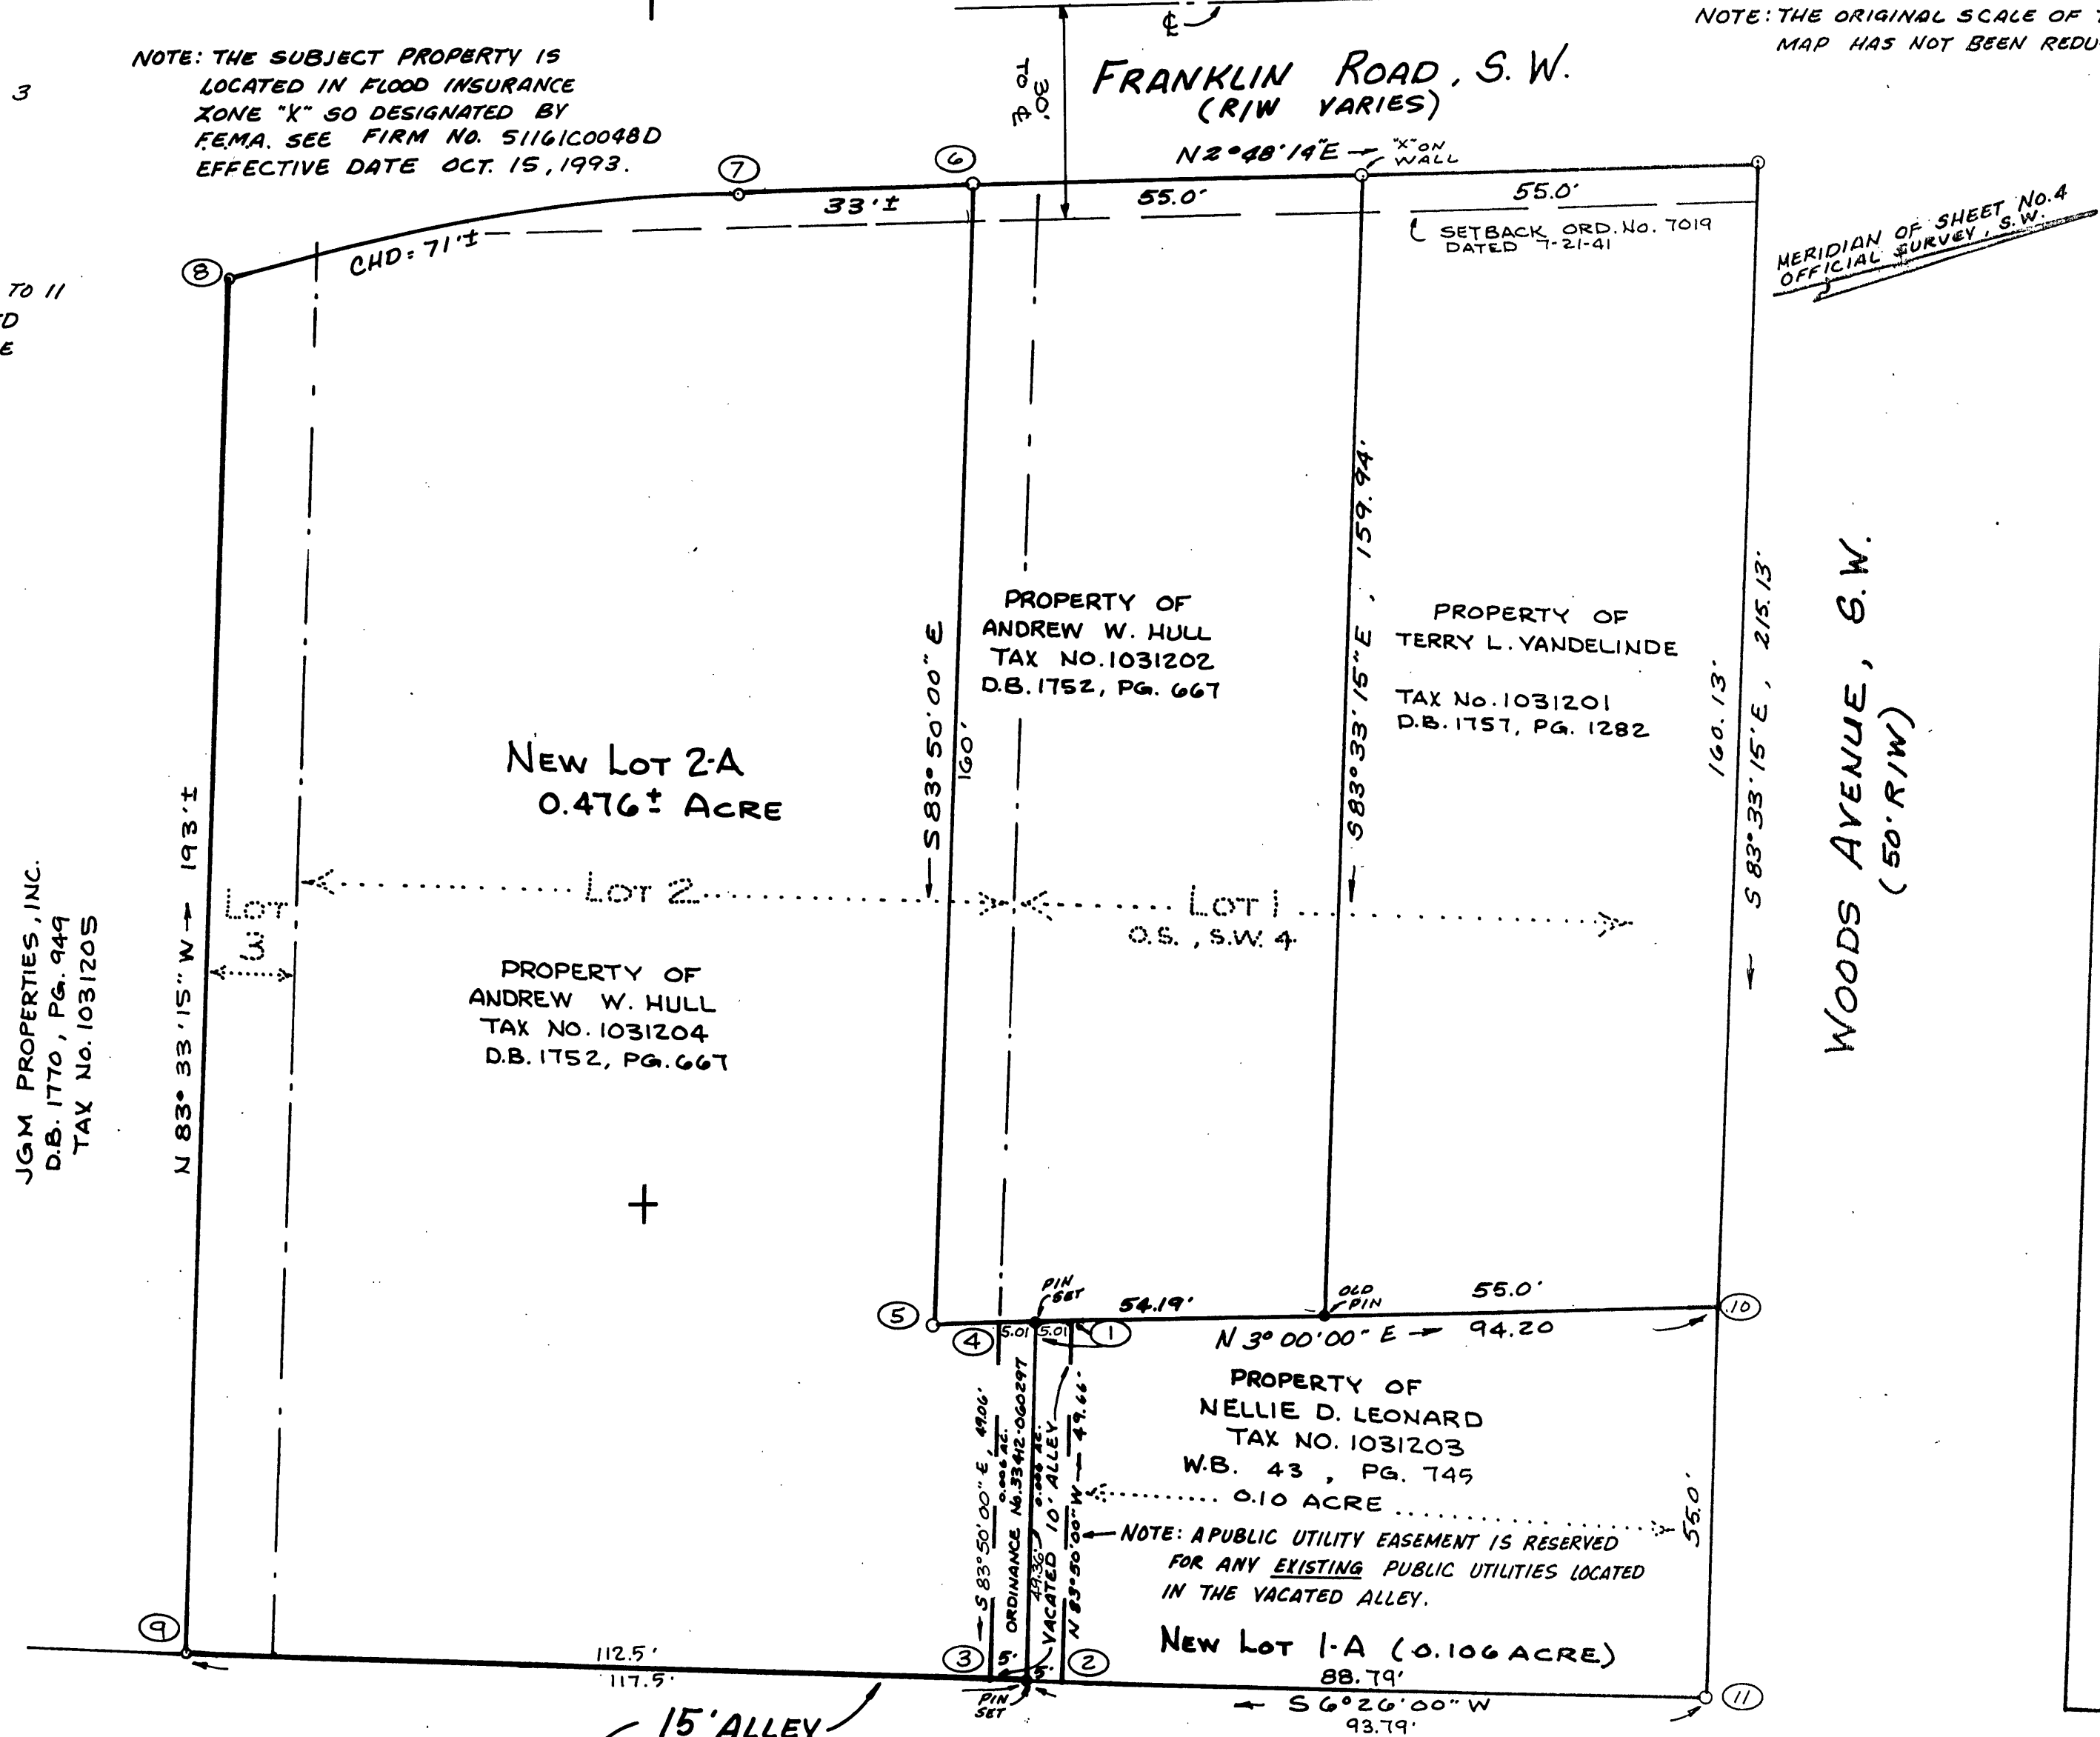 NOTE: THE SUBJECT PROPERTY IS
LOCATED IN FLOOD INSURANCE
ZONE "X" SO DESIGNATED BY
F.E.M.A. SEE FIRM NO. 51161C0048D
EFFECTIVE DATE OCT. 15, 1993.
3
TO 11
NOTE: THE ORIGINAL SCALE OF
MAP HAS NOT BEEN
℄
30'
TO ℄
FRANKLIN ROAD, S.W.
(R/W VARIES)
N 2°48'14" E → "X" ON
WALL
8
7
6
CHD = 71'±
33'±
55.0'
55.0'
SETBACK ORD. NO. 7019
DATED 7-21-41
MERIDIAN OF SHEET NO. 4
OFFICIAL SURVEY, S.W.
JGM PROPERTIES, INC.
D.B. 1770, PG. 949
TAX NO. 1031205
N 83°33'15" W → 193'±
NEW LOT 2-A
0.476± ACRE
LOT 3
LOT 2
LOT 1
O.S., S.W. 4
PROPERTY OF
ANDREW W. HULL
TAX NO. 1031204
D.B. 1752, PG. 667
← S 83°50'00" E
160'
PROPERTY OF
ANDREW W. HULL
TAX NO. 1031202
D.B. 1752, PG. 667
← S 83°33'15" E, 159.94'
PROPERTY OF
TERRY L. VANDELINDE
TAX NO. 1031201
D.B. 1757, PG. 1282
160.13'
← S 83°33'15" E, 215.13'
WOODS AVENUE, S.W.
(50' R/W)
5
4
5.01
PIN
SET
5.01
1
54.19'
OLD
PIN
55.0'
10
N 3°00'00" E → 94.20
← S 83°50'00" E, 49.06'
0.006 AC.
ORDINANCE NO. 33412-060297
49.36'
0.006 AC.
VACATED 10' ALLEY
N 83°50'00" W → 49.66'
PROPERTY OF
NELLIE D. LEONARD
TAX NO. 1031203
W.B. 43, PG. 745
0.10 ACRE
55.0'
NOTE: A PUBLIC UTILITY EASEMENT IS RESERVED
FOR ANY EXISTING PUBLIC UTILITIES LOCATED
IN THE VACATED ALLEY.
NEW LOT 1-A (0.106 ACRE)
9
112.5'
117.5'
3
5'
5'
2
PIN
SET
88.79'
← S 6°26'00" W
93.79'
11
15' ALLEY